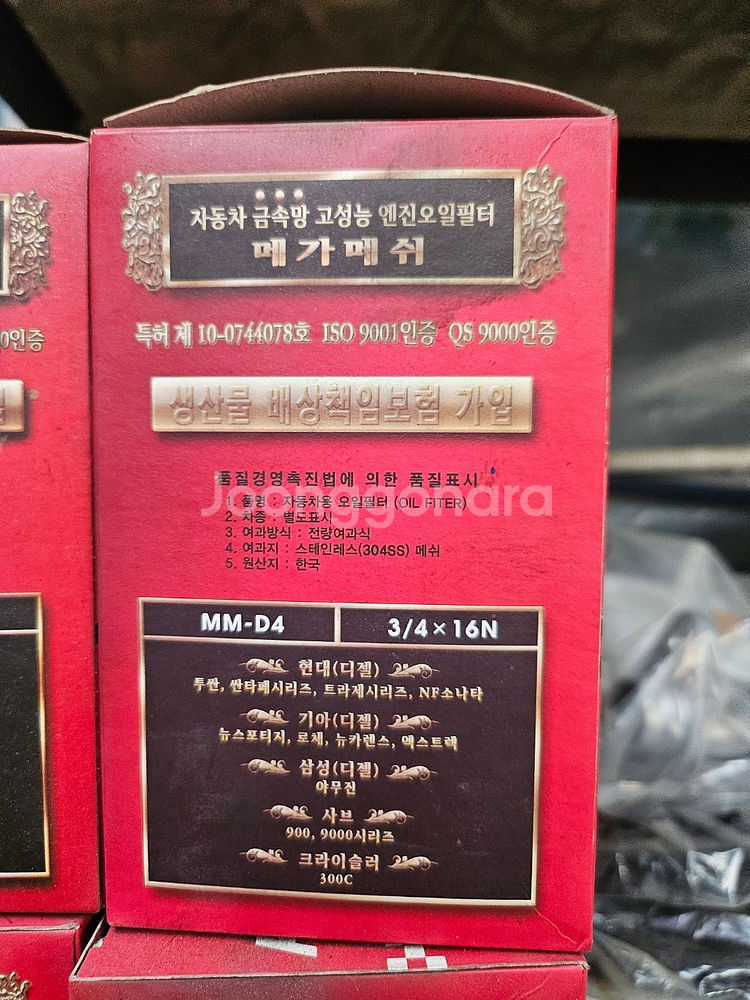 자동차 금속망 고성능 엔진오일필터
메가메쉬
특허 제 10-0744078호 ISO 9001인증 QS 9000인증
생산물 배상책임보험 가입
품질경영촉진법에 의한 품질표시
1. 품명 : 자동차용 오일필터 (OIL FITER)
2. 차종 : 별도표시
3. 여과방식 : 전량여과식
4. 여과지 : 스테인레스(304SS) 메쉬
5. 원산지 : 한국
Joonggonara
MM-D4 3/4×16N
현대(디젤)
투싼, 싼타페시리즈, 트라제시리즈, NF소나타
기아(디젤)
뉴스포티지, 로체, 뉴카렌스, 엑스트렉
삼성(디젤)
야무진
사브
900, 9000시리즈
크라이슬러
300C
0인증